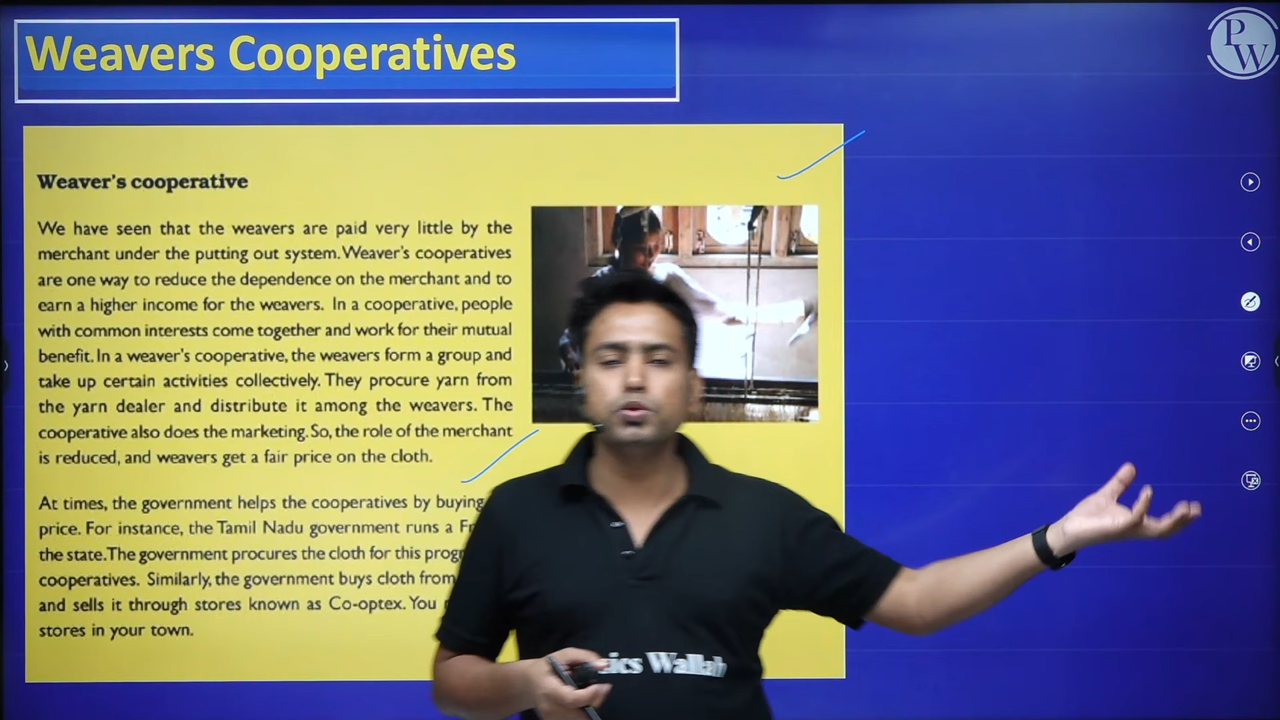 Weavers Cooperatives
PW
Weaver's cooperative
We have seen that the weavers are paid very little by the
merchant under the putting out system. Weaver's cooperatives
are one way to reduce the dependence on the merchant and to
earn a higher income for the weavers. In a cooperative, people
with common interests come together and work for their mutual
benefit. In a weaver's cooperative, the weavers form a group and
take up certain activities collectively. They procure yarn from
the yarn dealer and distribute it among the weavers. The
cooperative also does the marketing. So, the role of the merchant
is reduced, and weavers get a fair price on the cloth.
At times, the government helps the cooperatives by buying
price. For instance, the Tamil Nadu government runs a
the state. The government procures the cloth for this
cooperatives. Similarly, the government buys cloth from
and sells it through stores known as Co-optex. You
stores in your town.
Wallah